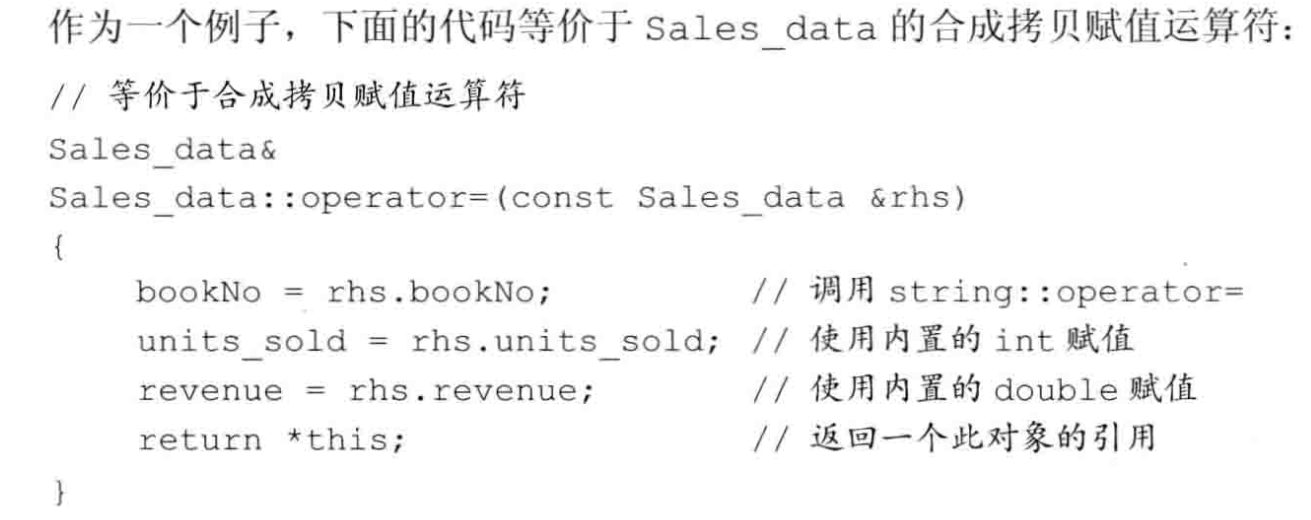 作为一个例子，下面的代码等价于 Sales_data 的合成拷贝赋值运算符：
// 等价于合成拷贝赋值运算符
Sales_data&
Sales_data::operator=(const Sales_data &rhs)
{
    bookNo = rhs.bookNo;          // 调用 string::operator=
    units_sold = rhs.units_sold;  // 使用内置的 int 赋值
    revenue = rhs.revenue;        // 使用内置的 double 赋值
    return *this;                 // 返回一个此对象的引用
}